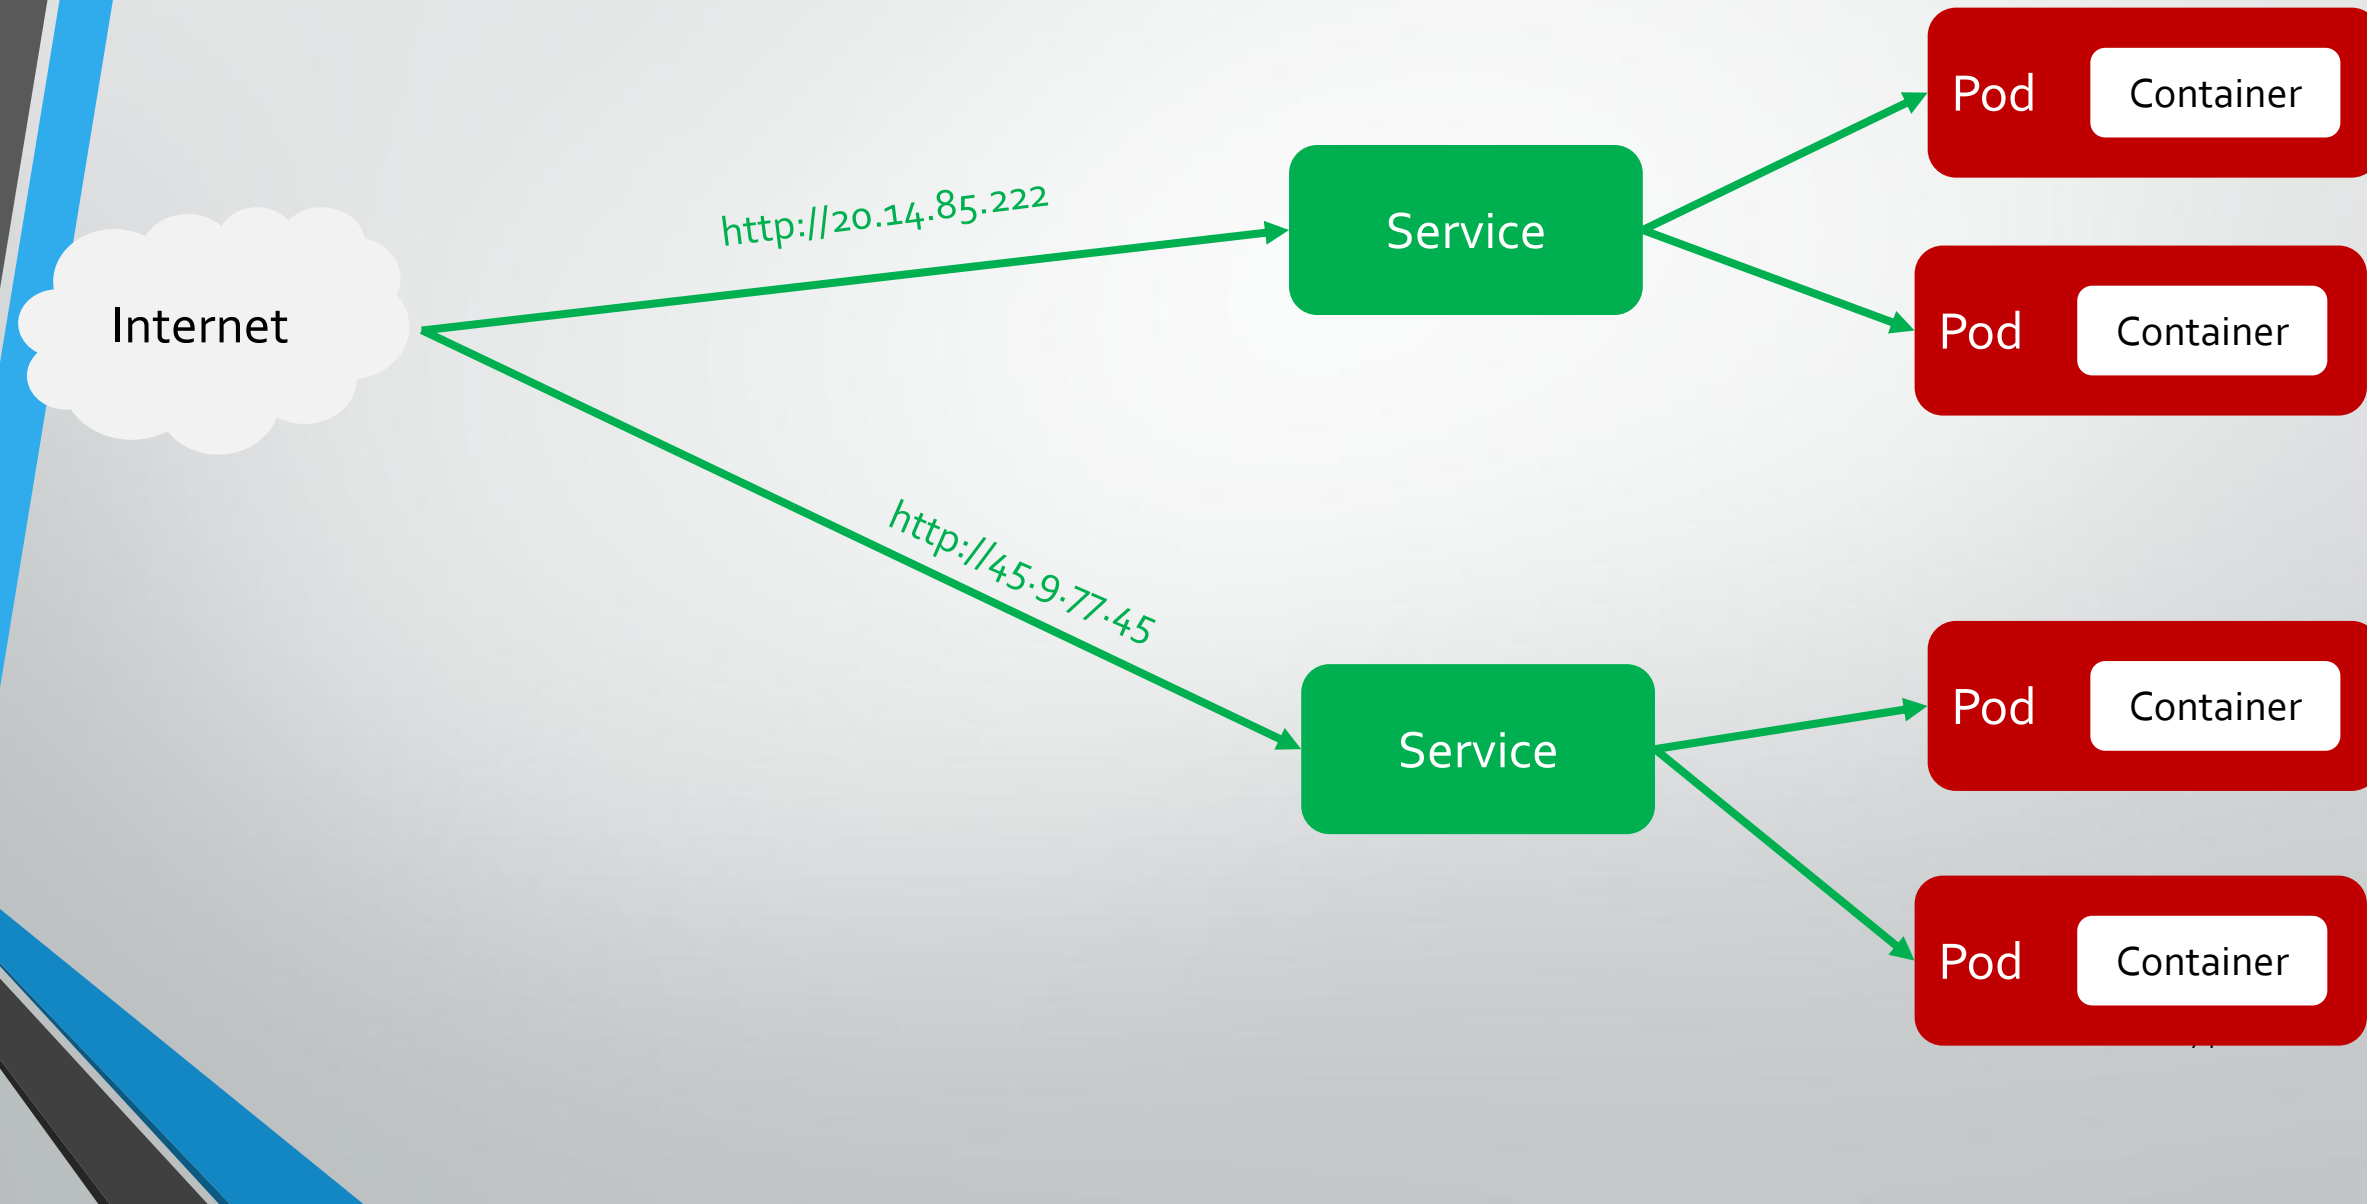 Pod
Container
http://20.14.85.222
Service
Internet
Pod
Container
http://45.9.77.45
Service
Pod
Container
Pod
Container